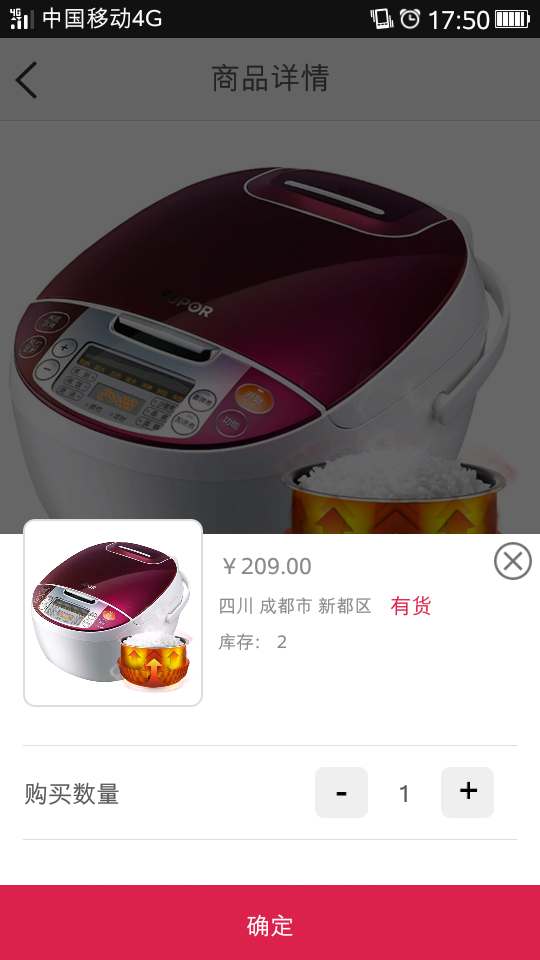 4G 中国移动4G 17:50
商品详情
SUPOR
￥209.00
四川 成都市 新都区 有货
库存: 2
购买数量 - 1 +
确定